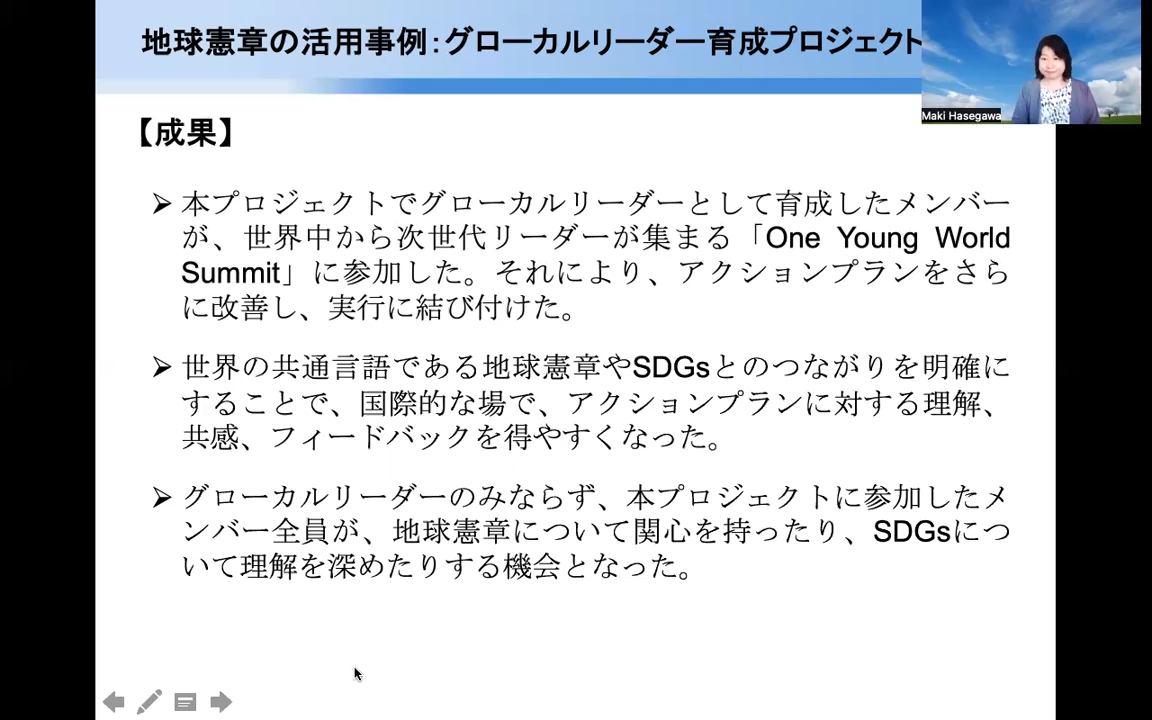 地球憲章の活用事例：グローカルリーダー育成プロジェクト
Maki Hasegawa
【成果】
➢ 本プロジェクトでグローカルリーダーとして育成したメンバー
が、世界中から次世代リーダーが集まる「One Young World
Summit」に参加した。それにより、アクションプランをさら
に改善し、実行に結び付けた。
➢ 世界の共通言語である地球憲章やSDGsとのつながりを明確に
することで、国際的な場で、アクションプランに対する理解、
共感、フィードバックを得やすくなった。
➢ グローカルリーダーのみならず、本プロジェクトに参加したメ
ンバー全員が、地球憲章について関心を持ったり、SDGsにつ
いて理解を深めたりする機会となった。